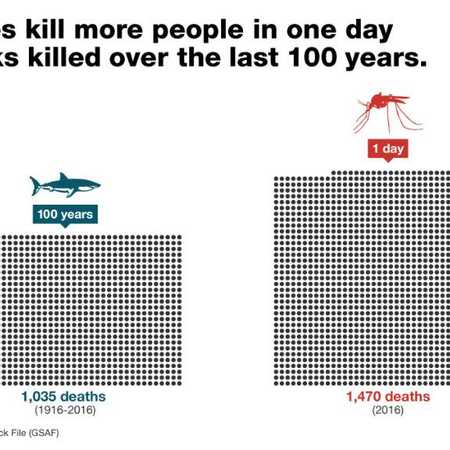 es kill more people in one day
ks killed over the last 100 years.
1 day
100 years
1,035 deaths
(1916-2016)
1,470 deaths
(2016)
ck File (GSAF)